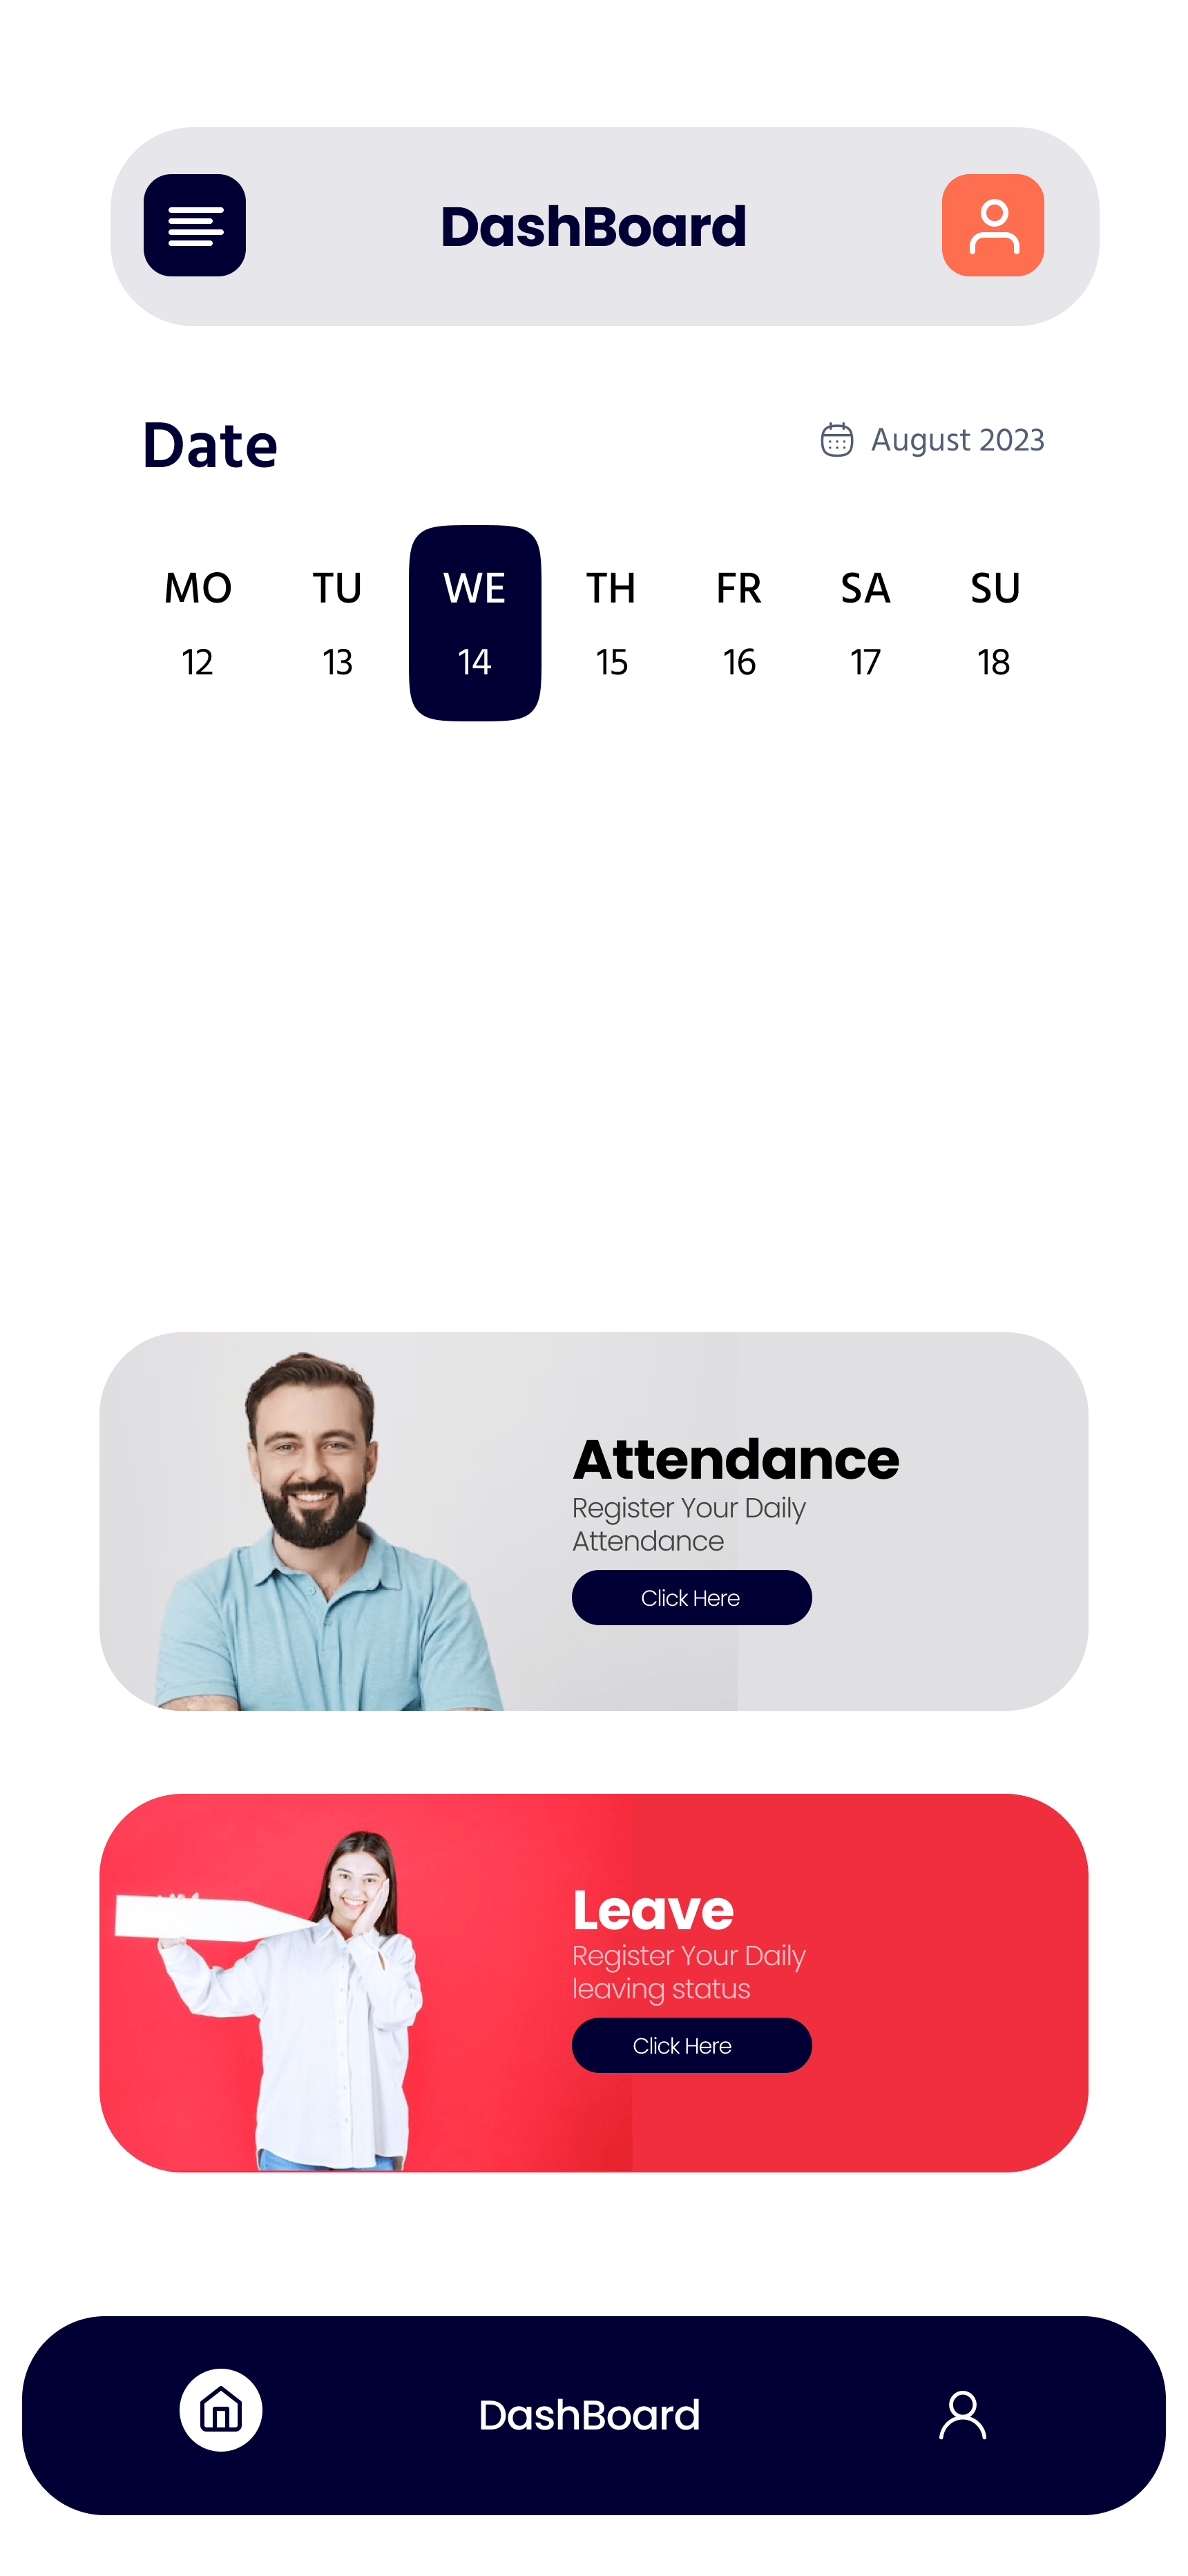 DashBoard
Date
August 2023
MO TU WE TH FR SA SU
12 13 14 15 16 17 18
Attendance
Register Your Daily
Attendance
Click Here
Leave
Register Your Daily
leaving status
Click Here
DashBoard